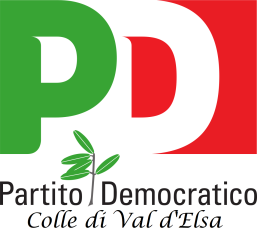 PD
Partito Democratico
Colle di Val d'Elsa